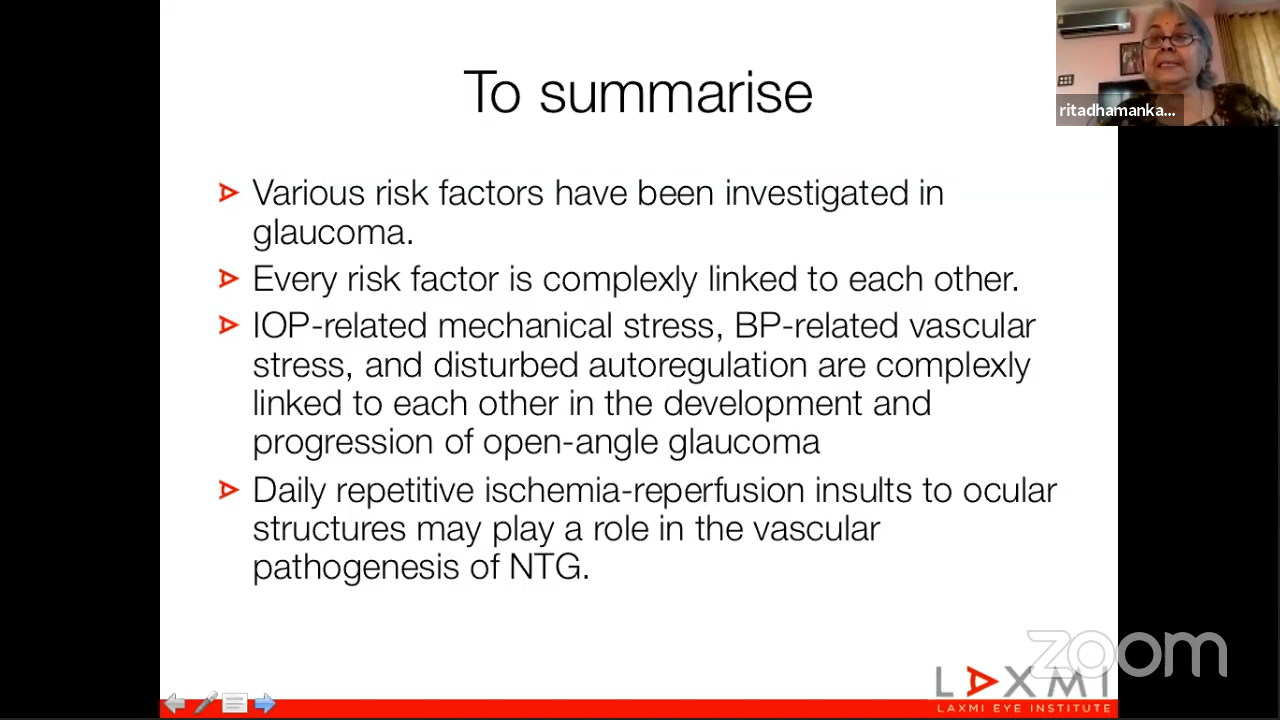 To summarise
ritadhamanka...
Various risk factors have been investigated in
glaucoma.
Every risk factor is complexly linked to each other.
IOP-related mechanical stress, BP-related vascular
stress, and disturbed autoregulation are complexly
linked to each other in the development and
progression of open-angle glaucoma
Daily repetitive ischemia-reperfusion insults to ocular
structures may play a role in the vascular
pathogenesis of NTG.
zoom
LAXMI
LAXMI EYE INSTITUTE